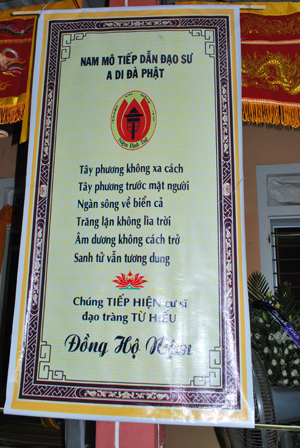 NAM MÔ TIẾP DẪN ĐẠO SƯ
A DI ĐÀ PHẬT
Tây phương không xa cách
Tây phương trước mặt người
Ngàn sông về biển cả
Trăng lặn không lìa trời
Âm dương không cách trở
Sanh tử vẫn tương dung
Chúng TIẾP HIỆN cư sĩ
đạo tràng TỪ HIẾU
Đồng Hộ Niệm